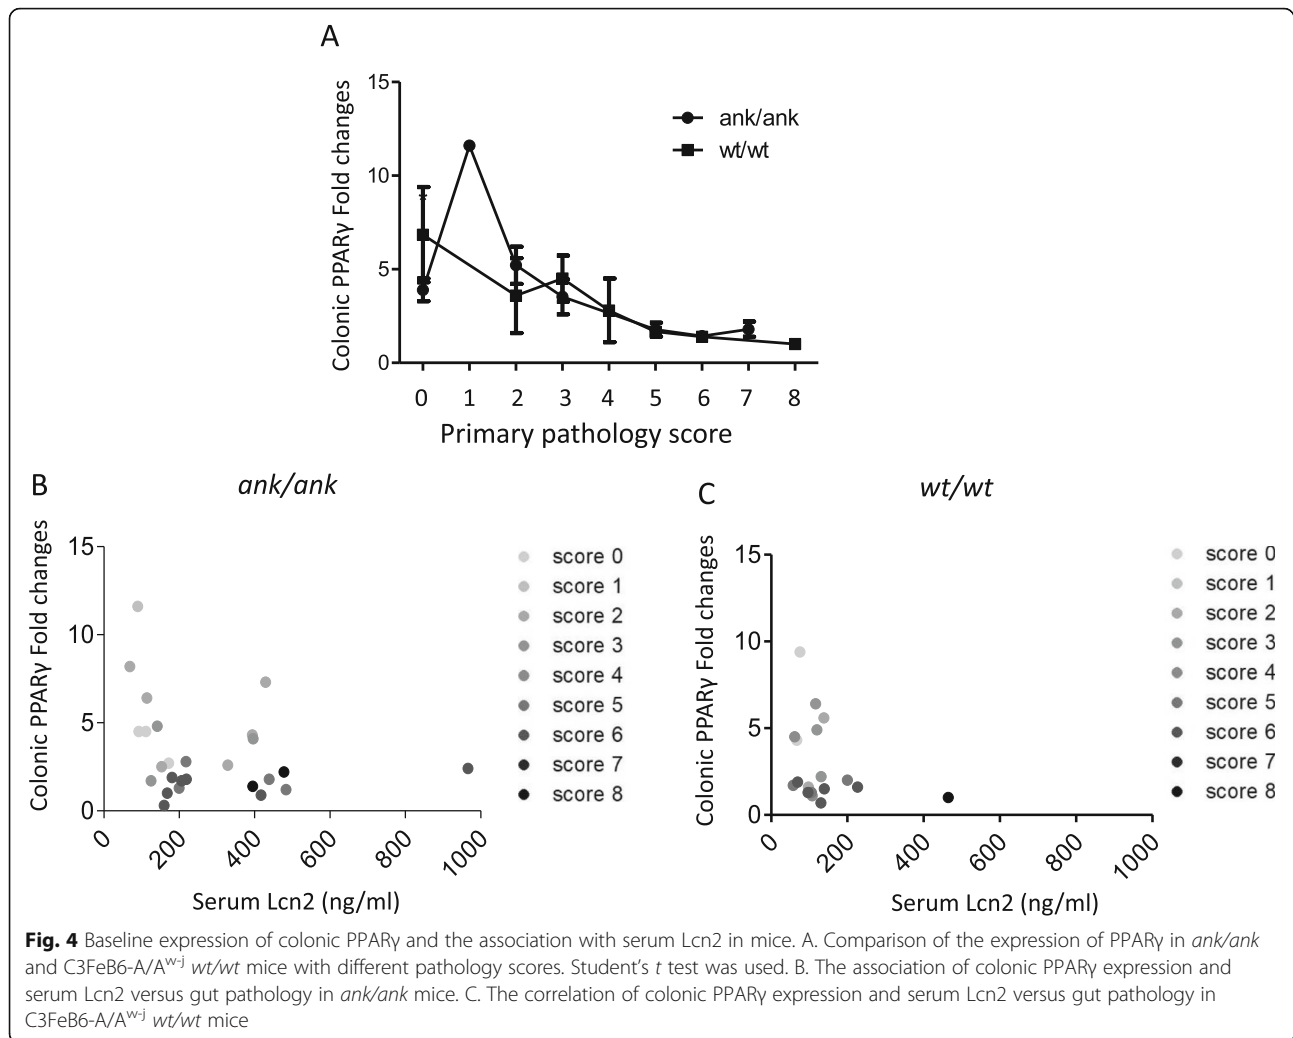 A
Colonic PPARγ Fold changes
15
10
5
0
ank/ank
wt/wt
0 1 2 3 4 5 6 7 8
Primary pathology score
B
ank/ank
Colonic PPARγ Fold changes
15
10
5
0
0 200 400 600 800 1000
Serum Lcn2 (ng/ml)
score 0
score 1
score 2
score 3
score 4
score 5
score 6
score 7
score 8
C
wt/wt
Colonic PPARγ Fold changes
15
10
5
0
0 200 400 600 800 1000
Serum Lcn2 (ng/ml)
score 0
score 1
score 2
score 3
score 4
score 5
score 6
score 7
score 8
Fig. 4 Baseline expression of colonic PPARγ and the association with serum Lcn2 in mice. A. Comparison of the expression of PPARγ in ank/ank
and C3FeB6-A/Aw-j wt/wt mice with different pathology scores. Student's t test was used. B. The association of colonic PPARγ expression and
serum Lcn2 versus gut pathology in ank/ank mice. C. The correlation of colonic PPARγ expression and serum Lcn2 versus gut pathology in
C3FeB6-A/Aw-j wt/wt mice